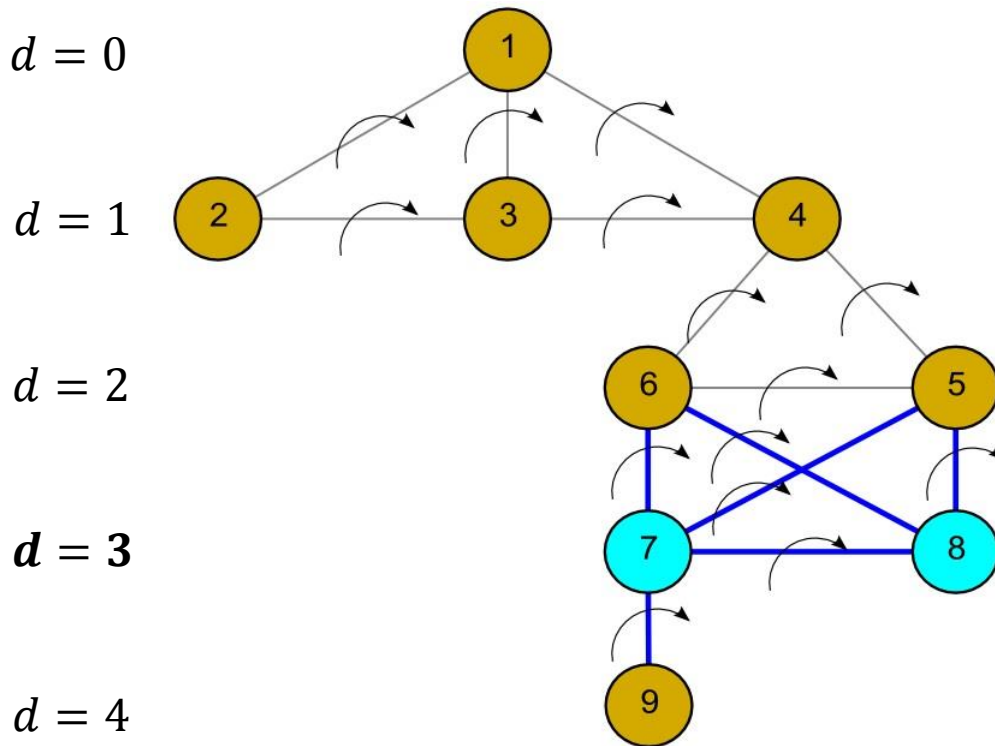 d = 0
1
d = 1
2 3 4
d = 2
6 5
d = 3
7 8
d = 4
9